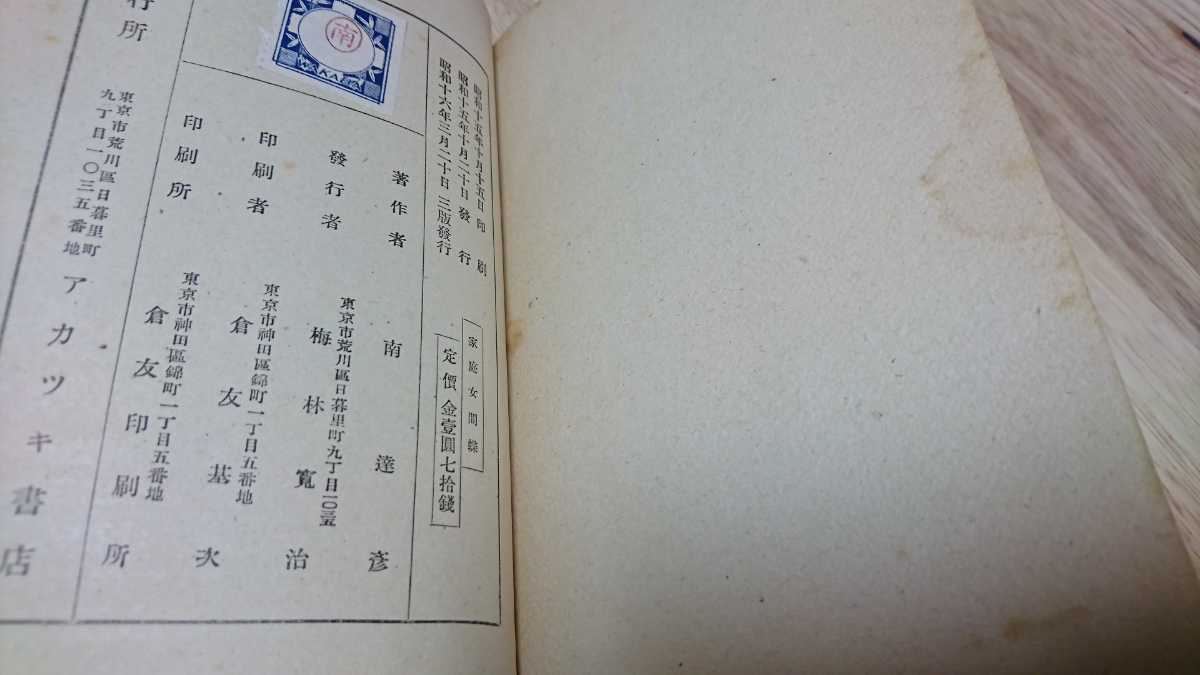 昭和十五年十月十五日印刷
昭和十五年十月二十日發行
昭和十六年三月二十日三版發行
家庭女間諜
定價金壹圓七拾錢
南
WAKABA
著作者 南達彦
發行者 東京市荒川區日暮里町九丁目一〇三五
梅林寬治
印刷者 東京市神田區錦町一丁目五番地
倉友基次
印刷所 東京市神田區錦町一丁目五番地
倉友印刷所
行所 東京市荒川區日暮里町
九丁目一〇三五番地
アカツキ書店